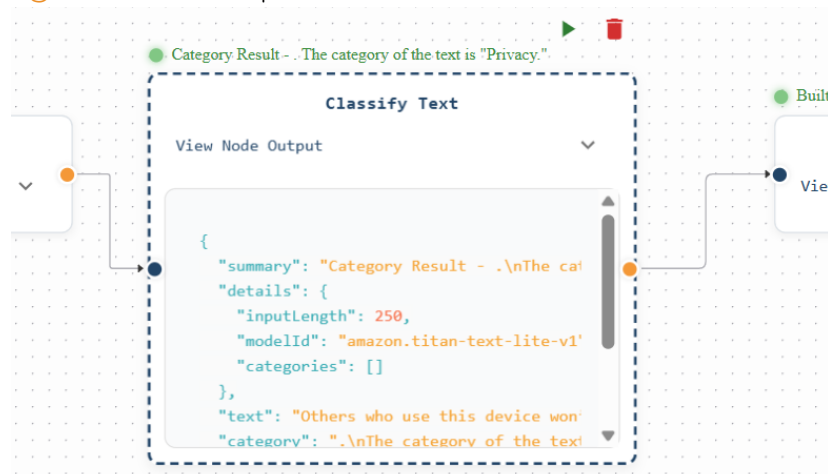 Category Result - . The category of the text is "Privacy."
Built
Classify Text
View Node Output
Vie
{
"summary": "Category Result - .\nThe cat
"details": {
"inputLength": 250,
"modelId": "amazon.titan-text-lite-v1"
"categories": []
},
"text": "Others who use this device won'
"category": ".\nThe category of the text